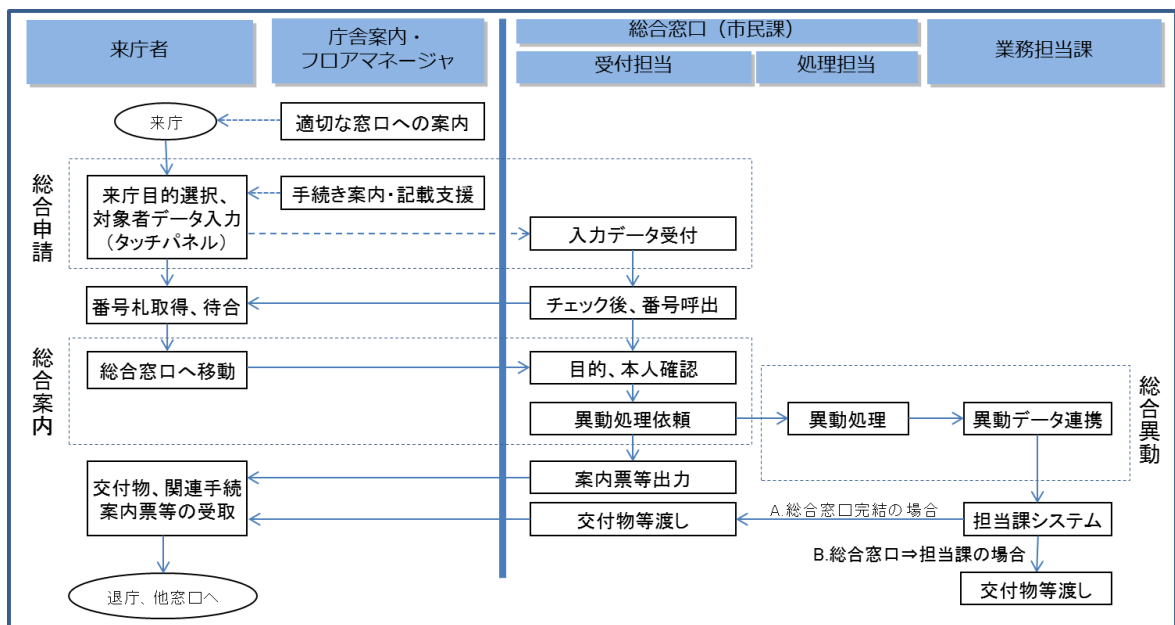 来庁者
庁舎案内・
フロアマネージャ
総合窓口（市民課）
受付担当
処理担当
業務担当課
来庁
適切な窓口への案内
総合申請
来庁目的選択、
対象者データ入力
（タッチパネル）
手続き案内・記載支援
入力データ受付
番号札取得、待合
チェック後、番号呼出
総合案内
総合窓口へ移動
目的、本人確認
異動処理依頼
異動処理
異動データ連携
総合異動
交付物、関連手続
案内票等の受取
案内票等出力
交付物等渡し
A.総合窓口完結の場合
担当課システム
B.総合窓口⇒担当課の場合
交付物等渡し
退庁、他窓口へ